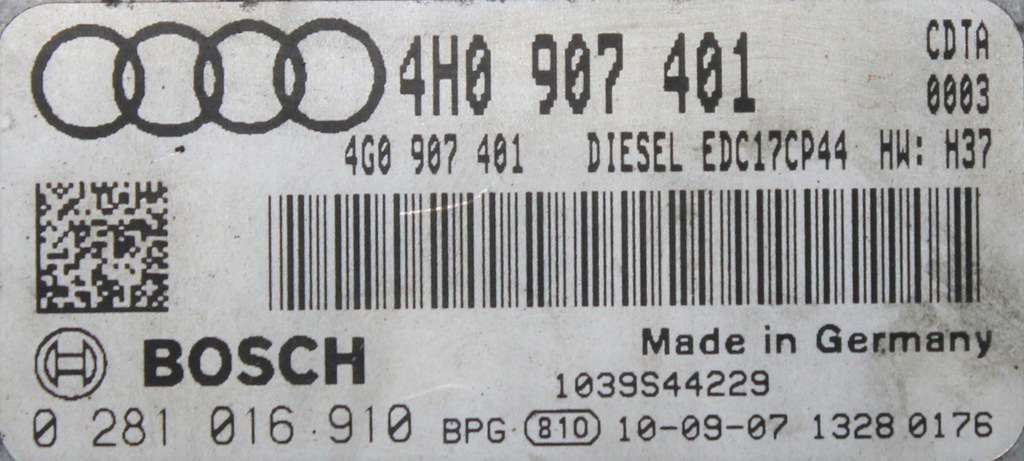 4H0 907 401 CDTA
0003
4G0 907 401 DIESEL EDC17CP44 HW: H37
BOSCH
Made in Germany
1039S44229
0 281 016 910 BPG 810 10-09-07 1328 0176